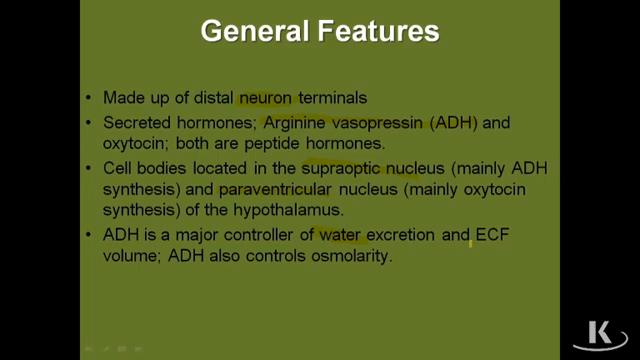 General Features
• Made up of distal neuron terminals
• Secreted hormones; Arginine vasopressin (ADH) and
oxytocin; both are peptide hormones.
• Cell bodies located in the supraoptic nucleus (mainly ADH
synthesis) and paraventricular nucleus (mainly oxytocin
synthesis) of the hypothalamus.
• ADH is a major controller of water excretion and ECF
volume; ADH also controls osmolarity.
K